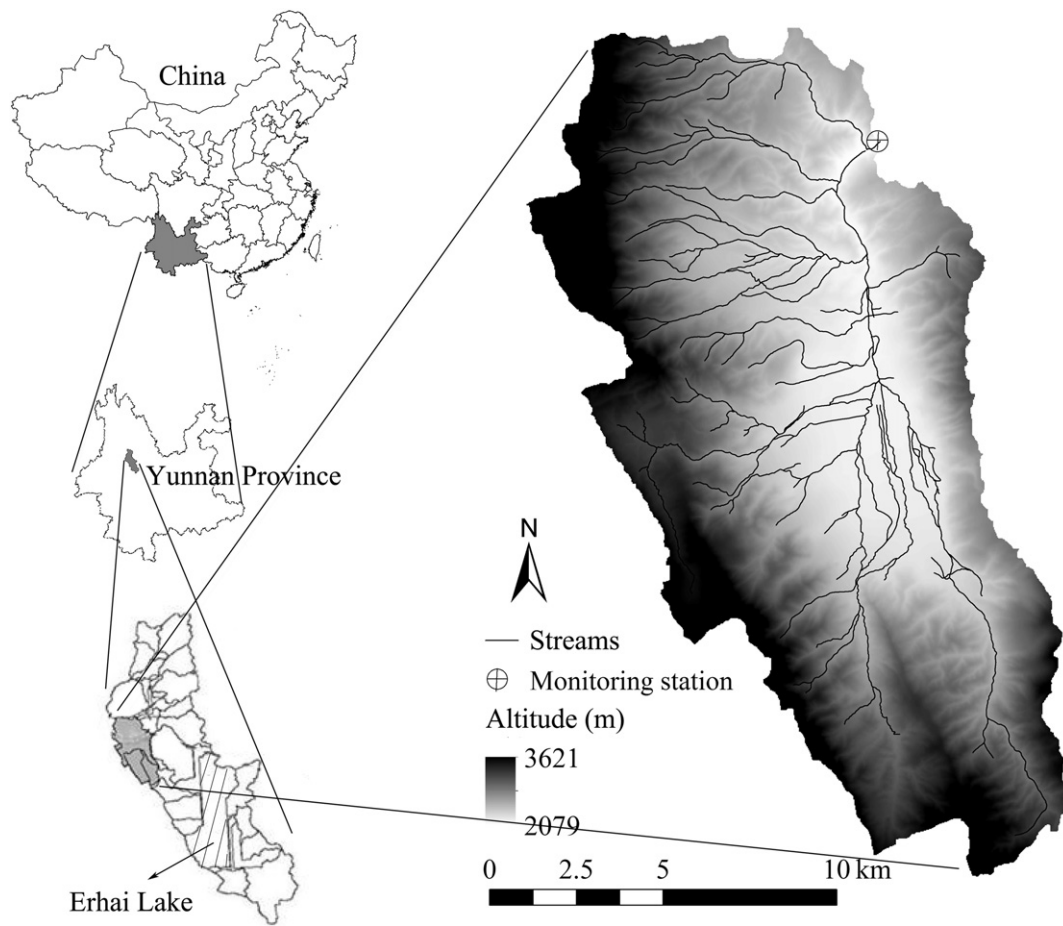 China
Yunnan Province
Erhai Lake
N
Streams
Monitoring station
Altitude (m)
3621
2079
0 2.5 5 10 km